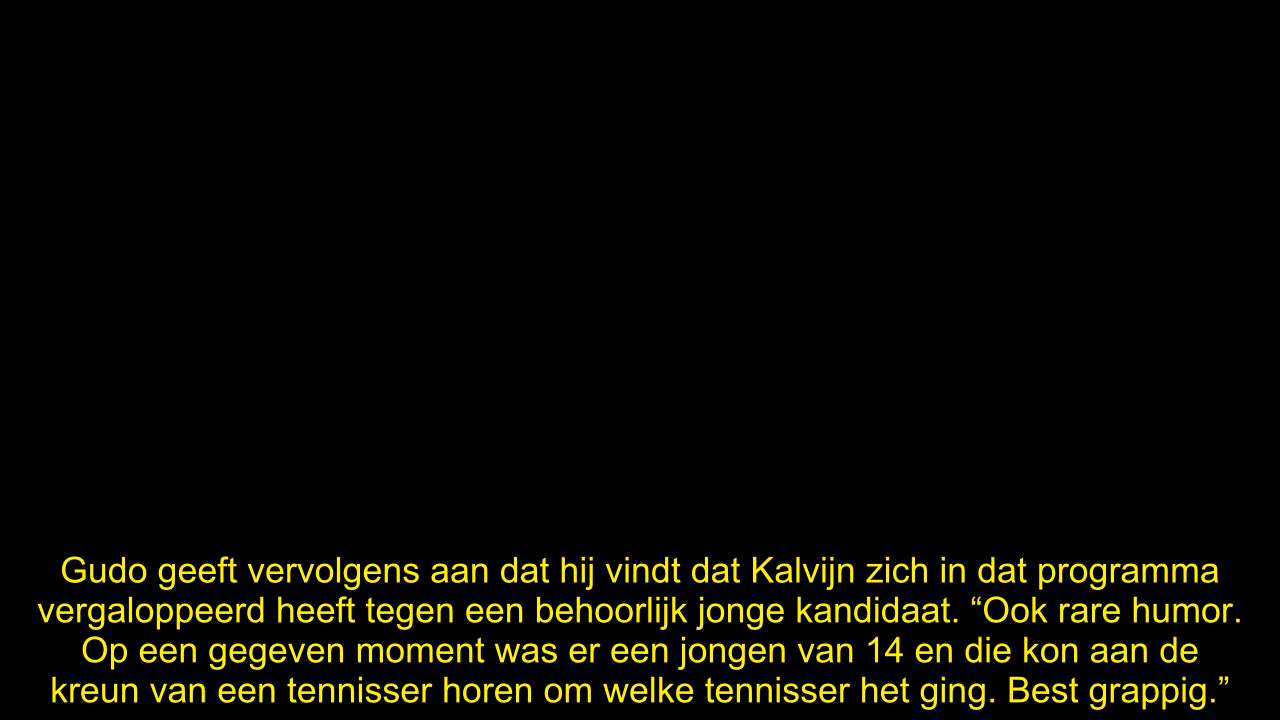 Gudo geeft vervolgens aan dat hij vindt dat Kalvijn zich in dat programma
vergaloppeerd heeft tegen een behoorlijk jonge kandidaat. “Ook rare humor.
Op een gegeven moment was er een jongen van 14 en die kon aan de
kreun van een tennisser horen om welke tennisser het ging. Best grappig.”